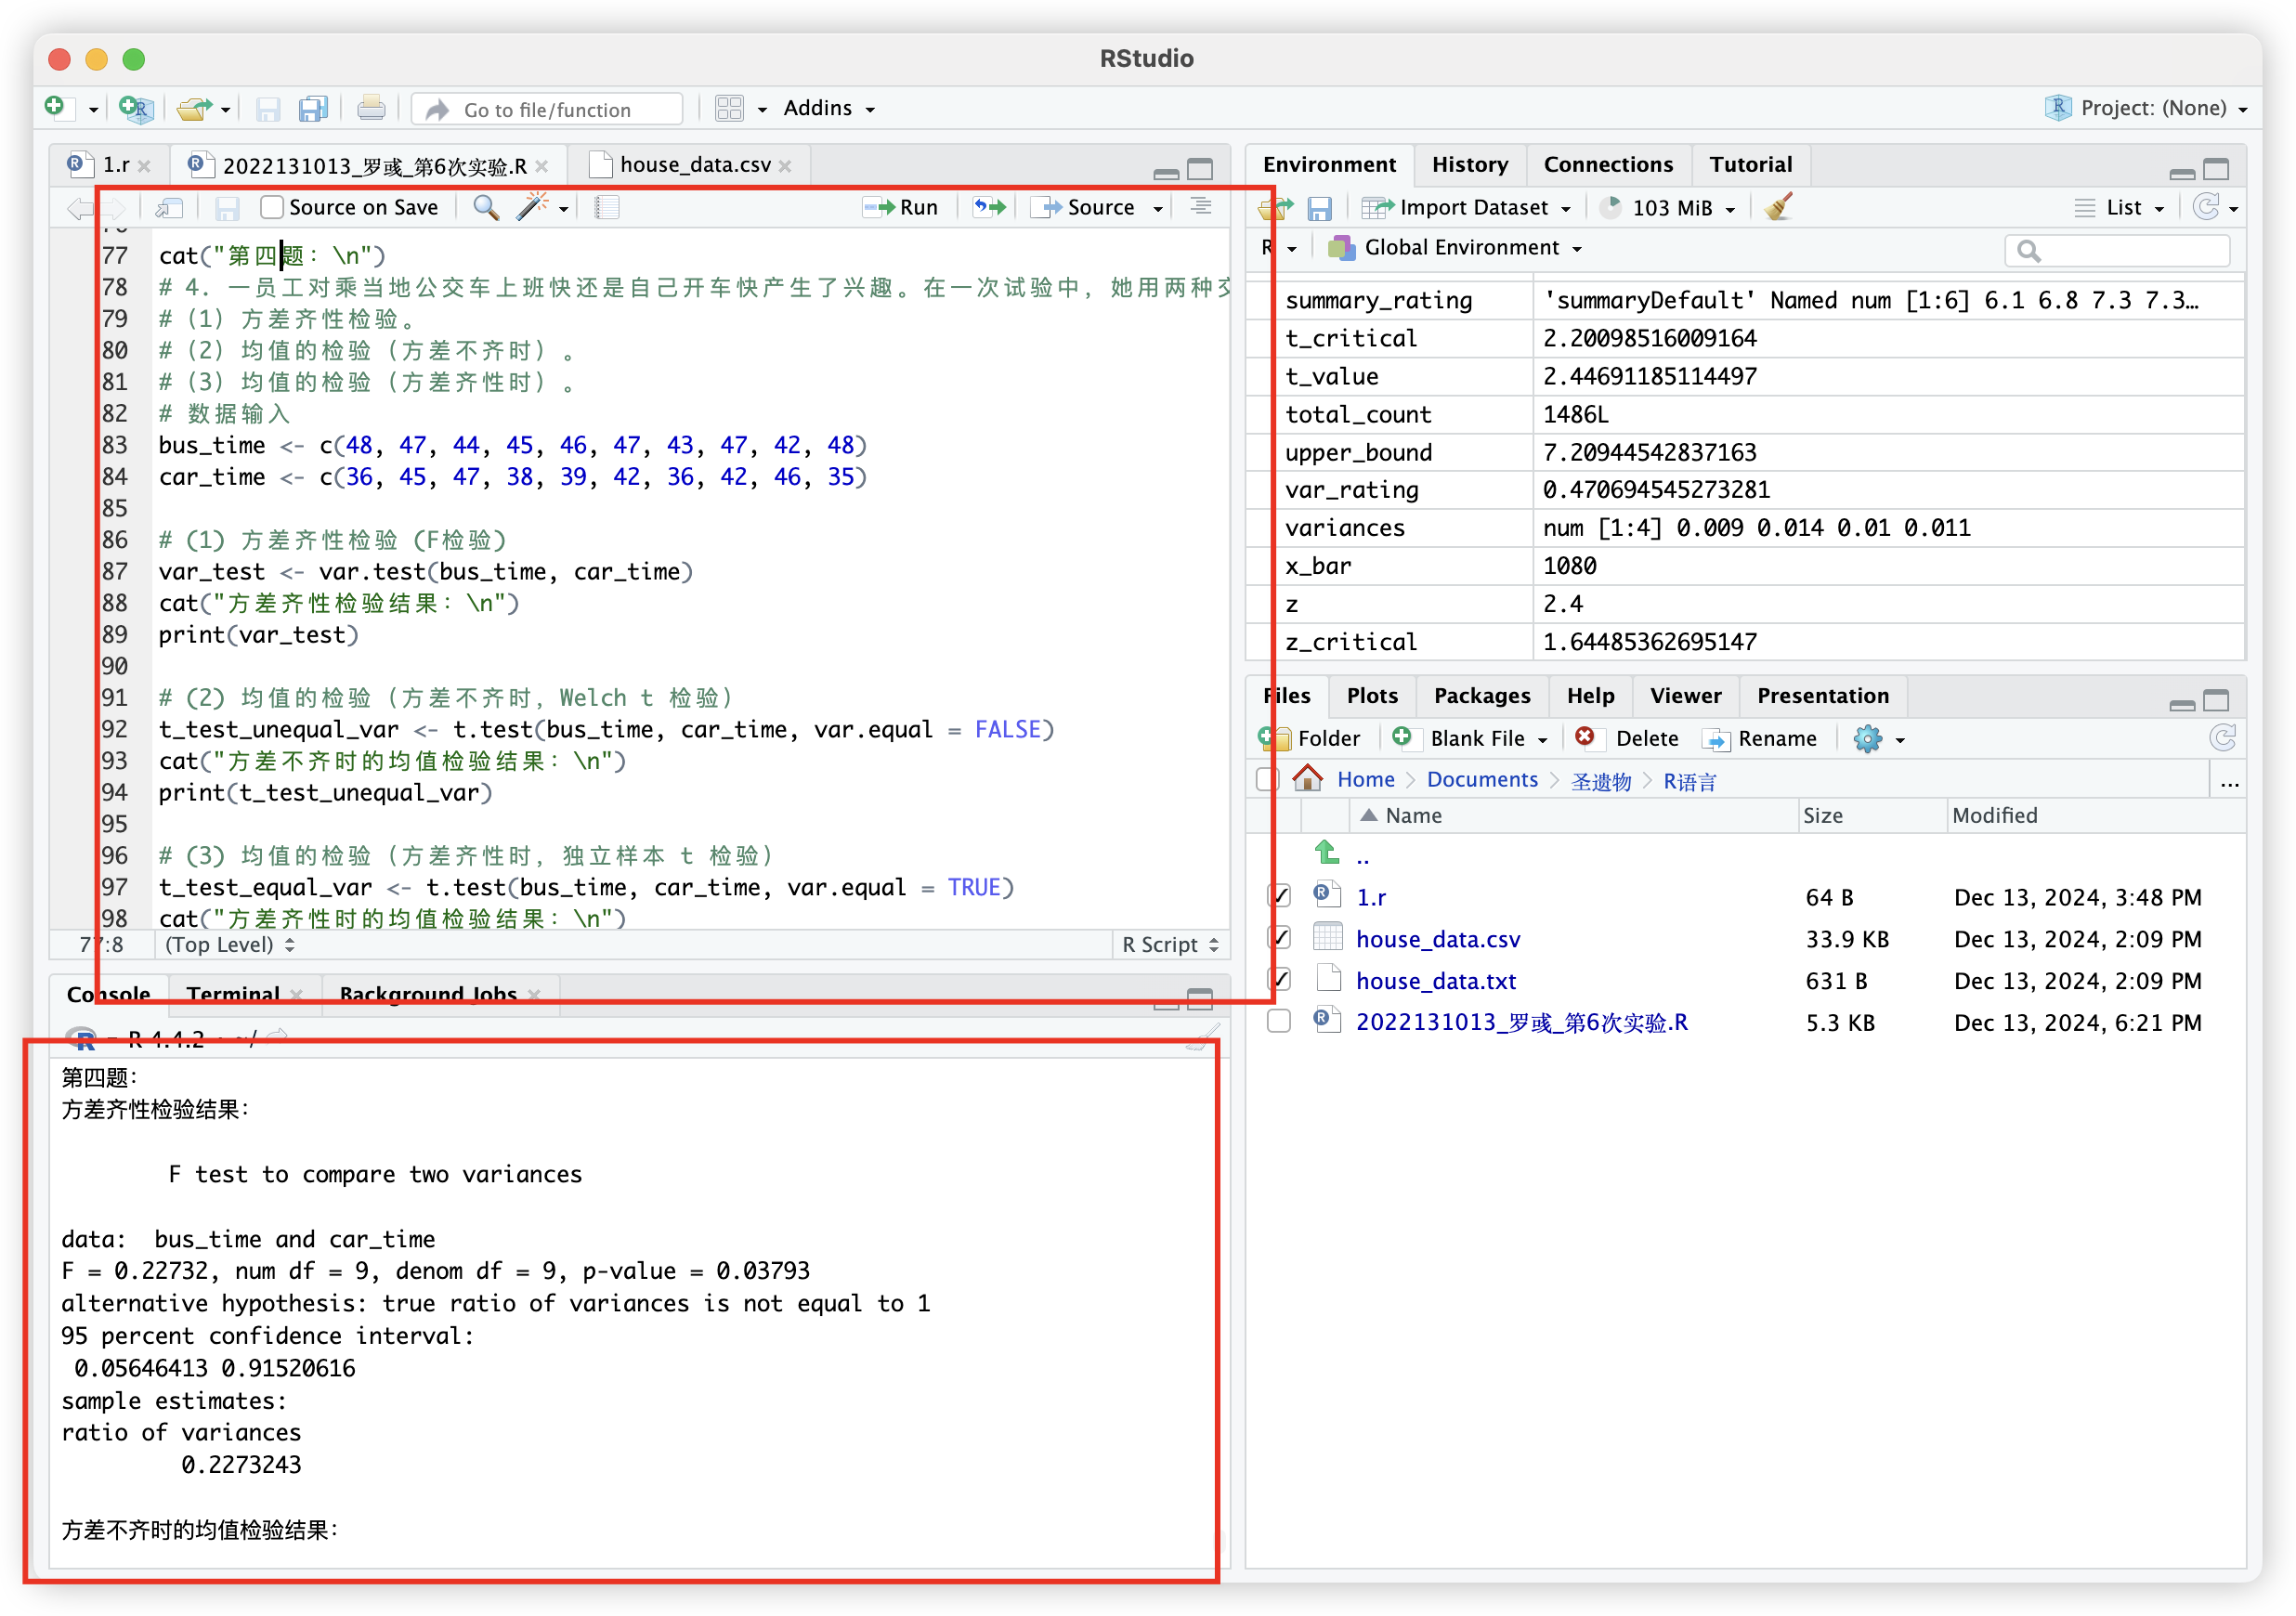 RStudio
Go to file/function
Addins
Project: (None)
1.r
2022131013_罗彧_第6次实验.R
house_data.csv
Source on Save
Run
Source
77 cat("第四题：\n")
78 # 4. 一员工对乘当地公交车上班快还是自己开车快产生了兴趣。在一次试验中，她用两种
79 # (1) 方差齐性检验。
80 # (2) 均值的检验（方差不齐时）。
81 # (3) 均值的检验（方差齐性时）。
82 # 数据输入
83 bus_time <- c(48, 47, 44, 45, 46, 47, 43, 47, 42, 48)
84 car_time <- c(36, 45, 47, 38, 39, 42, 36, 42, 46, 35)
85
86 # (1) 方差齐性检验 (F检验)
87 var_test <- var.test(bus_time, car_time)
88 cat("方差齐性检验结果：\n")
89 print(var_test)
90
91 # (2) 均值的检验（方差不齐时，Welch t 检验）
92 t_test_unequal_var <- t.test(bus_time, car_time, var.equal = FALSE)
93 cat("方差不齐时的均值检验结果：\n")
94 print(t_test_unequal_var)
95
96 # (3) 均值的检验（方差齐性时，独立样本 t 检验）
97 t_test_equal_var <- t.test(bus_time, car_time, var.equal = TRUE)
98 cat("方差齐性时的均值检验结果：\n")
77:8
(Top Level)
R Script
Console
Terminal
Background Jobs
R 4.4.2 · ~/
第四题：
方差齐性检验结果：
F test to compare two variances
data:  bus_time and car_time
F = 0.22732, num df = 9, denom df = 9, p-value = 0.03793
alternative hypothesis: true ratio of variances is not equal to 1
95 percent confidence interval:
0.05646413 0.91520616
sample estimates:
ratio of variances
0.2273243
方差不齐时的均值检验结果：
Environment
History
Connections
Tutorial
Import Dataset
103 MiB
List
R
Global Environment
summary_rating 'summaryDefault' Named num [1:6] 6.1 6.8 7.3 7.3…
t_critical 2.20098516009164
t_value 2.44691185114497
total_count 1486L
upper_bound 7.20944542837163
var_rating 0.470694545273281
variances num [1:4] 0.009 0.014 0.01 0.011
x_bar 1080
z 2.4
z_critical 1.64485362695147
Files
Plots
Packages
Help
Viewer
Presentation
Folder
Blank File
Delete
Rename
Home
Documents
圣遗物
R语言
...
Name Size Modified
..
1.r 64 B Dec 13, 2024, 3:48 PM
house_data.csv 33.9 KB Dec 13, 2024, 2:09 PM
house_data.txt 631 B Dec 13, 2024, 2:09 PM
2022131013_罗彧_第6次实验.R 5.3 KB Dec 13, 2024, 6:21 PM